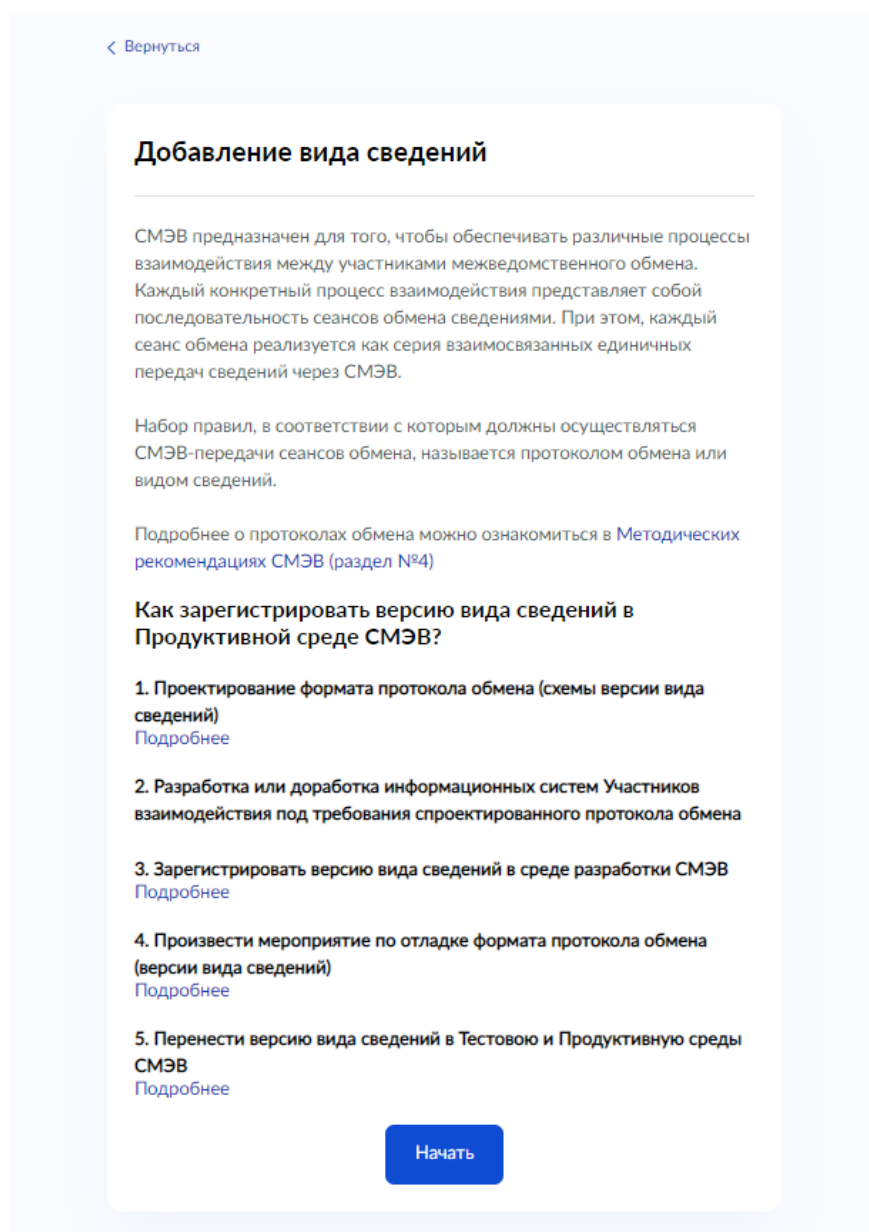 Вернуться
Добавление вида сведений
СМЭВ предназначен для того, чтобы обеспечивать различные процессы
взаимодействия между участниками межведомственного обмена.
Каждый конкретный процесс взаимодействия представляет собой
последовательность сеансов обмена сведениями. При этом, каждый
сеанс обмена реализуется как серия взаимосвязанных единичных
передач сведений через СМЭВ.
Набор правил, в соответствии с которым должны осуществляться
СМЭВ-передачи сеансов обмена, называется протоколом обмена или
видом сведений.
Подробнее о протоколах обмена можно ознакомиться в Методических
рекомендациях СМЭВ (раздел №4)
Как зарегистрировать версию вида сведений в
Продуктивной среде СМЭВ?
1. Проектирование формата протокола обмена (схемы версии вида
сведений)
Подробнее
2. Разработка или доработка информационных систем Участников
взаимодействия под требования спроектированного протокола обмена
3. Зарегистрировать версию вида сведений в среде разработки СМЭВ
Подробнее
4. Произвести мероприятие по отладке формата протокола обмена
(версии вида сведений)
Подробнее
5. Перенести версию вида сведений в Тестовою и Продуктивную среды
СМЭВ
Подробнее
Начать